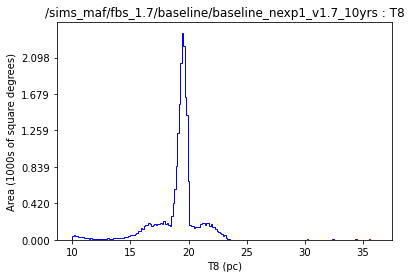 /sims_maf/fbs_1.7/baseline/baseline_nexp1_v1.7_10yrs : T8
Area (1000s of square degrees)
2.098
1.679
1.259
0.839
0.420
0.000
10 15 20 25 30 35
T8 (pc)